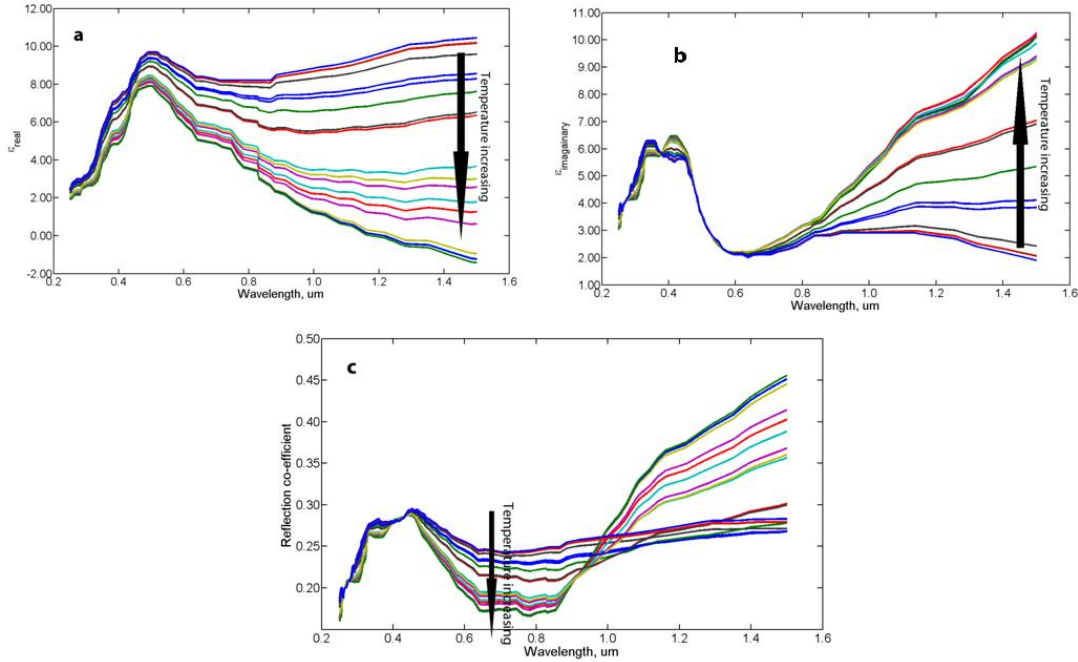 a
12.00
10.00
8.00
6.00
4.00
2.00
0.00
-2.00
εreal
0.2 0.4 0.6 0.8 1.0 1.2 1.4 1.6
Wavelength, um
Temperature increasing
b
11.00
10.00
9.00
8.00
7.00
6.00
5.00
4.00
3.00
2.00
1.00
εimagainary
0.2 0.4 0.6 0.8 1.0 1.2 1.4 1.6
Wavelength, um
Temperature increasing
c
0.50
0.45
0.40
0.35
0.30
0.25
0.20
Reflection co-efficient
0.2 0.4 0.6 0.8 1.0 1.2 1.4 1.6
Wavelength, um
Temperature increasing